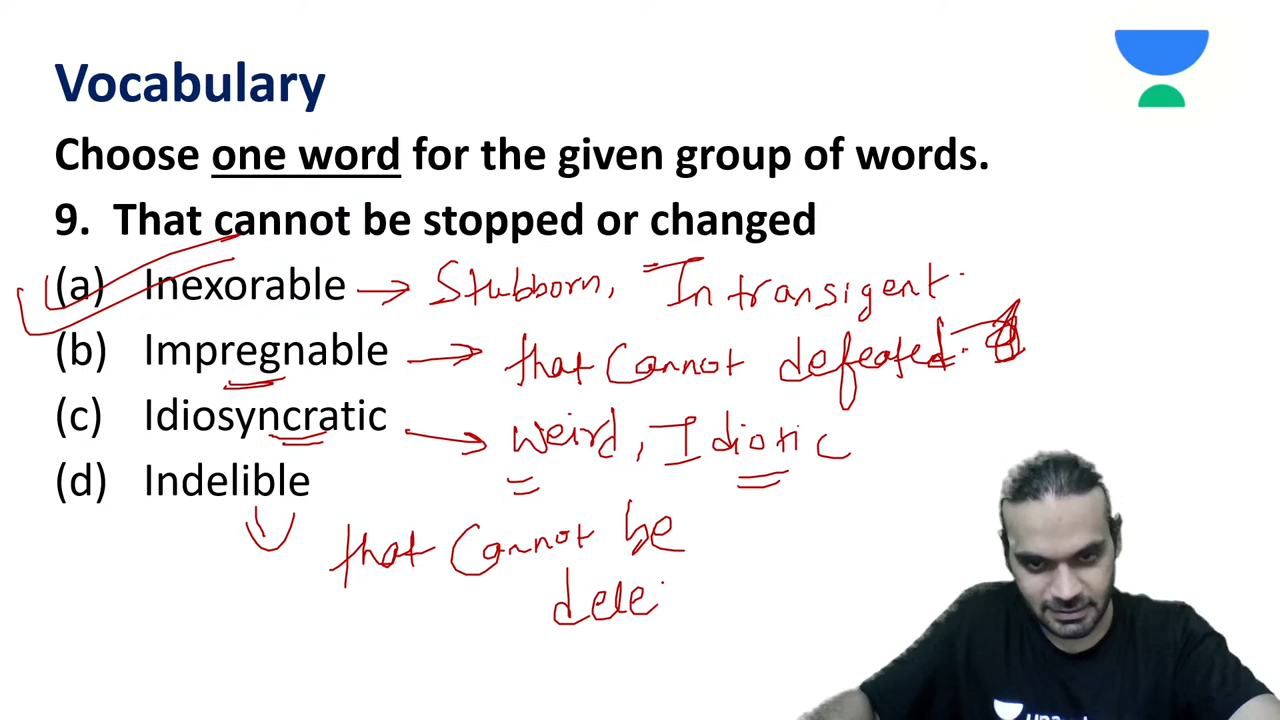 Vocabulary
Choose one word for the given group of words.
9. That cannot be stopped or changed
(a) Inexorable → Stubborn, Intransigent.
(b) Impregnable → that cannot defeated.
(c) Idiosyncratic → weird, Idiotic
(d) Indelible
that cannot be
dele